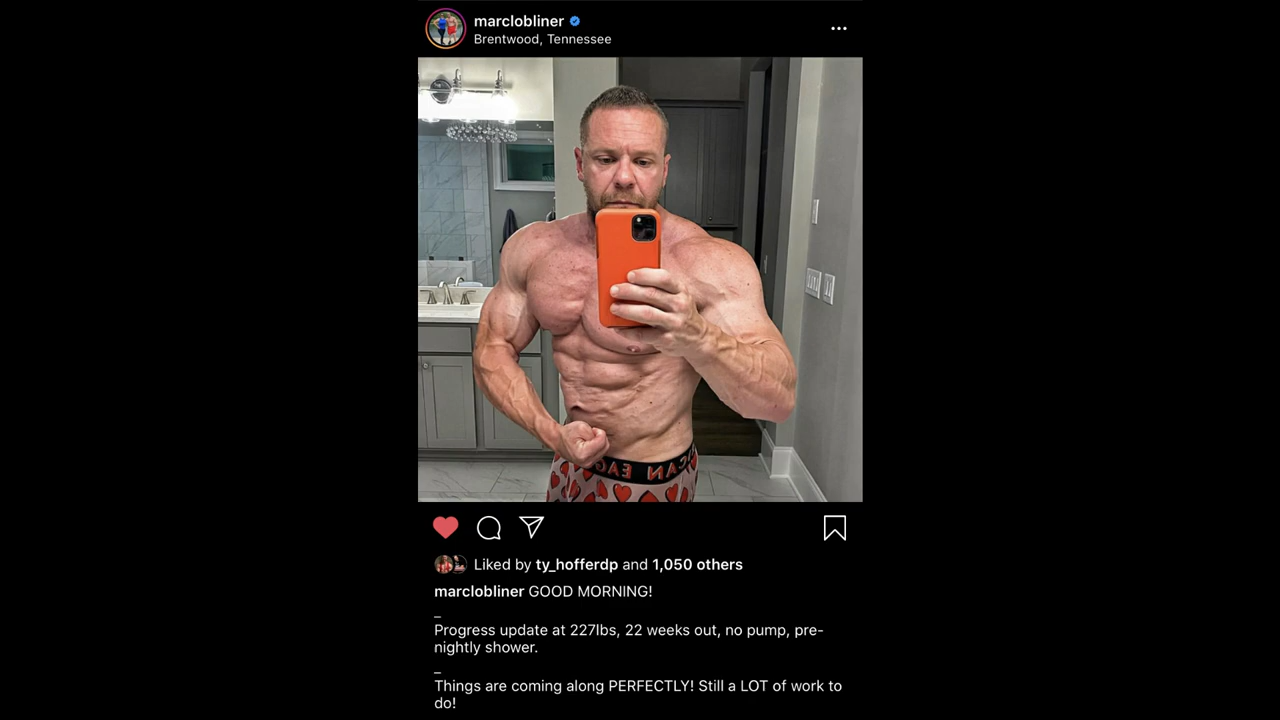 marclobliner
Brentwood, Tennessee
Liked by ty_hofferdp and 1,050 others
marclobliner GOOD MORNING!
_
Progress update at 227lbs, 22 weeks out, no pump, pre-
nightly shower.
_
Things are coming along PERFECTLY! Still a LOT of work to
do!